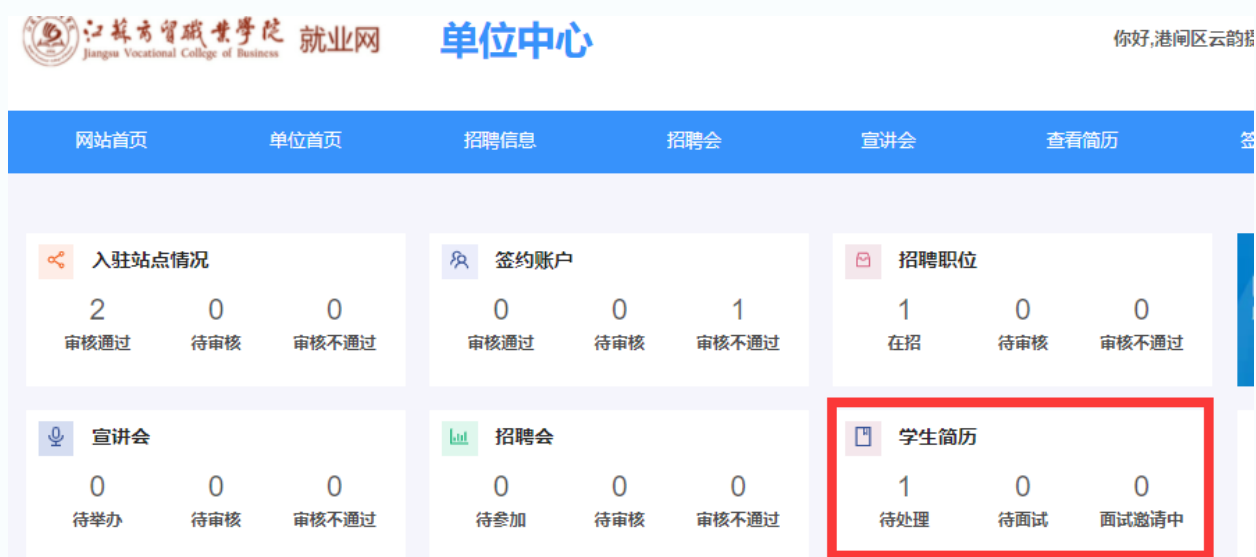 江苏商贸职业学院
Jiangsu Vocational College of Business
就业网
单位中心
你好,港闸区云韵
网站首页 单位首页 招聘信息 招聘会 宣讲会 查看简历 签
入驻站点情况 签约账户 招聘职位
2 0 0 0 0 1 1 0 0
审核通过 待审核 审核不通过 审核通过 待审核 审核不通过 在招 待审核 审核不通过
宣讲会 招聘会 学生简历
0 0 0 0 0 0 1 0 0
待举办 待审核 审核不通过 待参加 待审核 审核不通过 待处理 待面试 面试邀请中